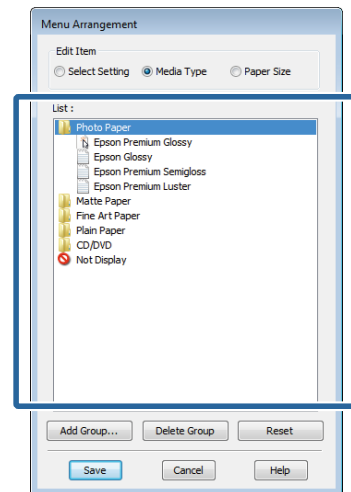 Menu Arrangement
Edit Item
Select Setting Media Type Paper Size
List :
Photo Paper
Epson Premium Glossy
Epson Glossy
Epson Premium Semigloss
Epson Premium Luster
Matte Paper
Fine Art Paper
Plain Paper
CD/DVD
Not Display
Add Group... Delete Group Reset
Save Cancel Help